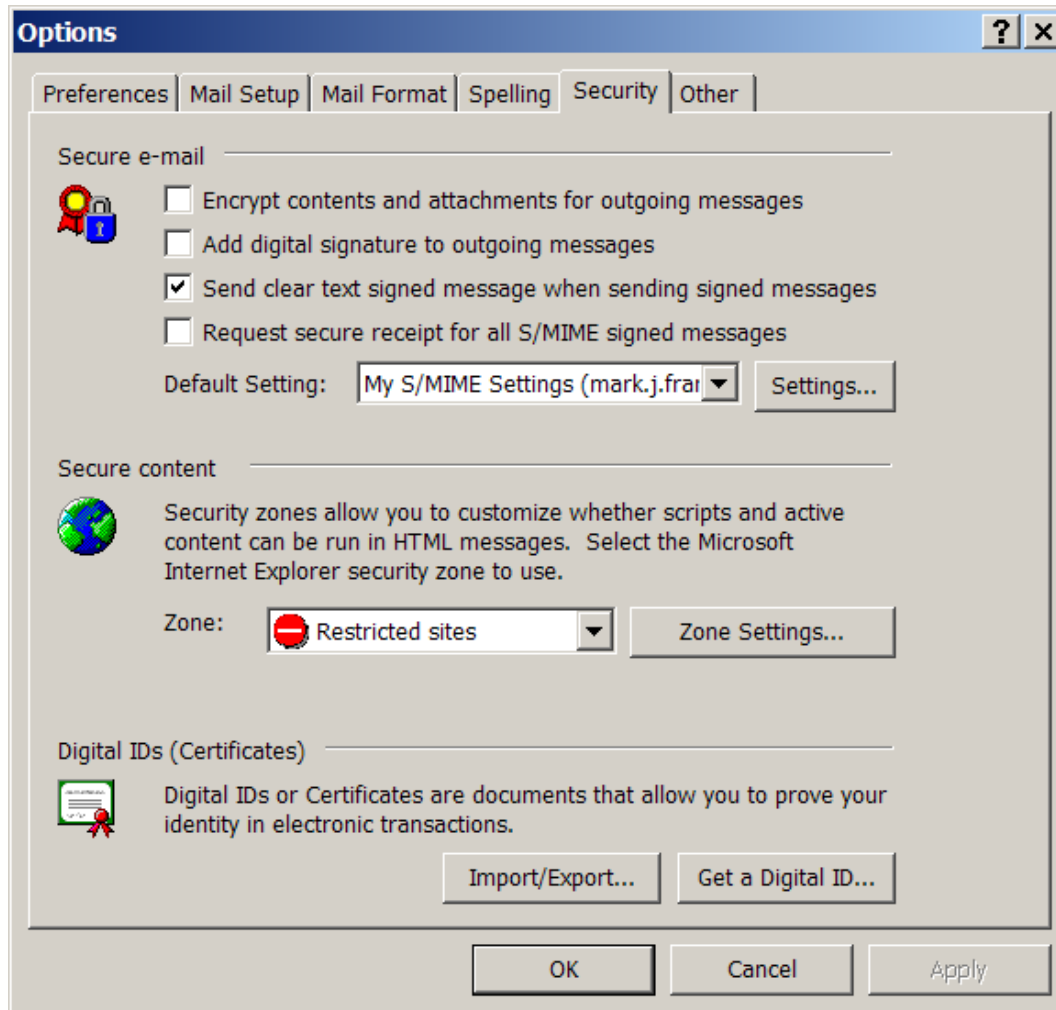 Options
Preferences Mail Setup Mail Format Spelling Security Other
Secure e-mail
Encrypt contents and attachments for outgoing messages
Add digital signature to outgoing messages
Send clear text signed message when sending signed messages
Request secure receipt for all S/MIME signed messages
Default Setting: My S/MIME Settings (mark.j.fran Settings...
Secure content
Security zones allow you to customize whether scripts and active
content can be run in HTML messages. Select the Microsoft
Internet Explorer security zone to use.
Zone: Restricted sites Zone Settings...
Digital IDs (Certificates)
Digital IDs or Certificates are documents that allow you to prove your
identity in electronic transactions.
Import/Export... Get a Digital ID...
OK Cancel Apply